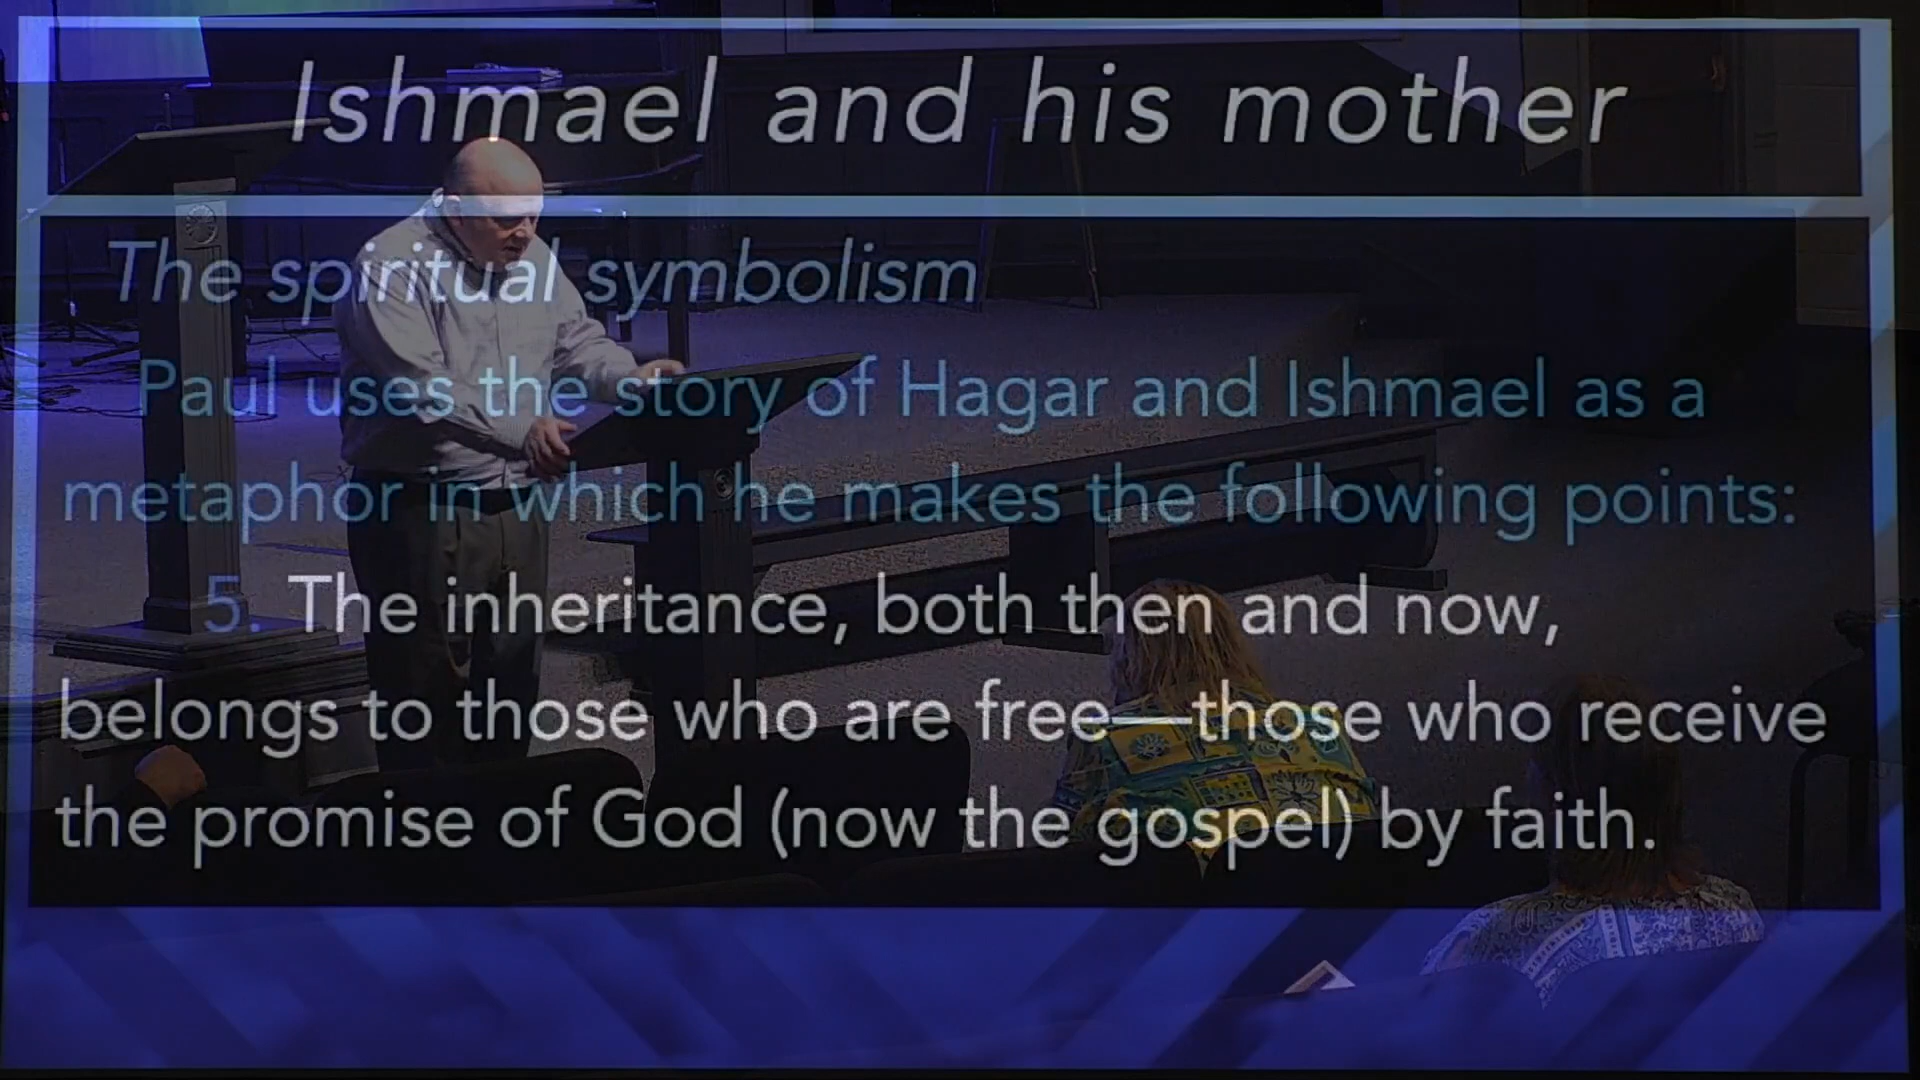 Ishmael and his mother
The spiritual symbolism
Paul uses the story of Hagar and Ishmael as a
metaphor in which he makes the following points:
5. The inheritance, both then and now,
belongs to those who are free—those who receive
the promise of God (now the gospel) by faith.